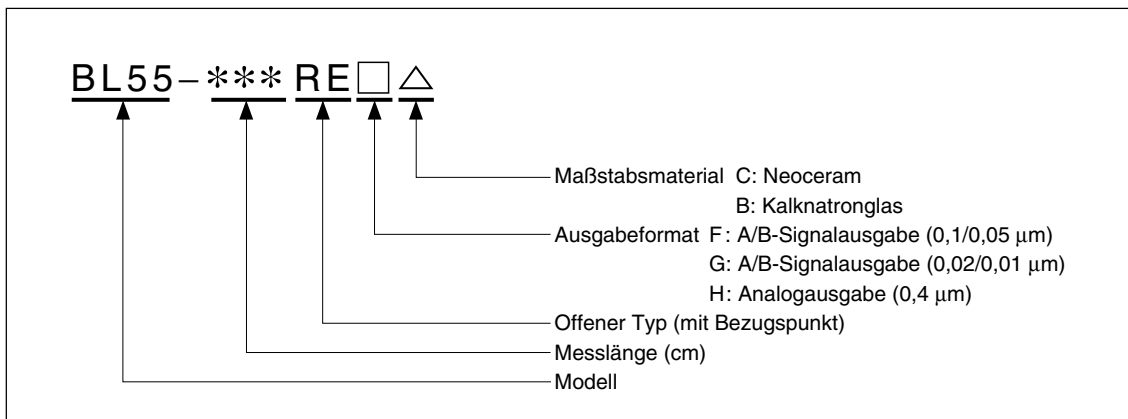 BL55-***RE□△
Maßstabsmaterial C: Neoceram
B: Kalknatronglas
Ausgabeformat F: A/B-Signalausgabe (0,1/0,05 μm)
G: A/B-Signalausgabe (0,02/0,01 μm)
H: Analogausgabe (0,4 μm)
Offener Typ (mit Bezugspunkt)
Messlänge (cm)
Modell